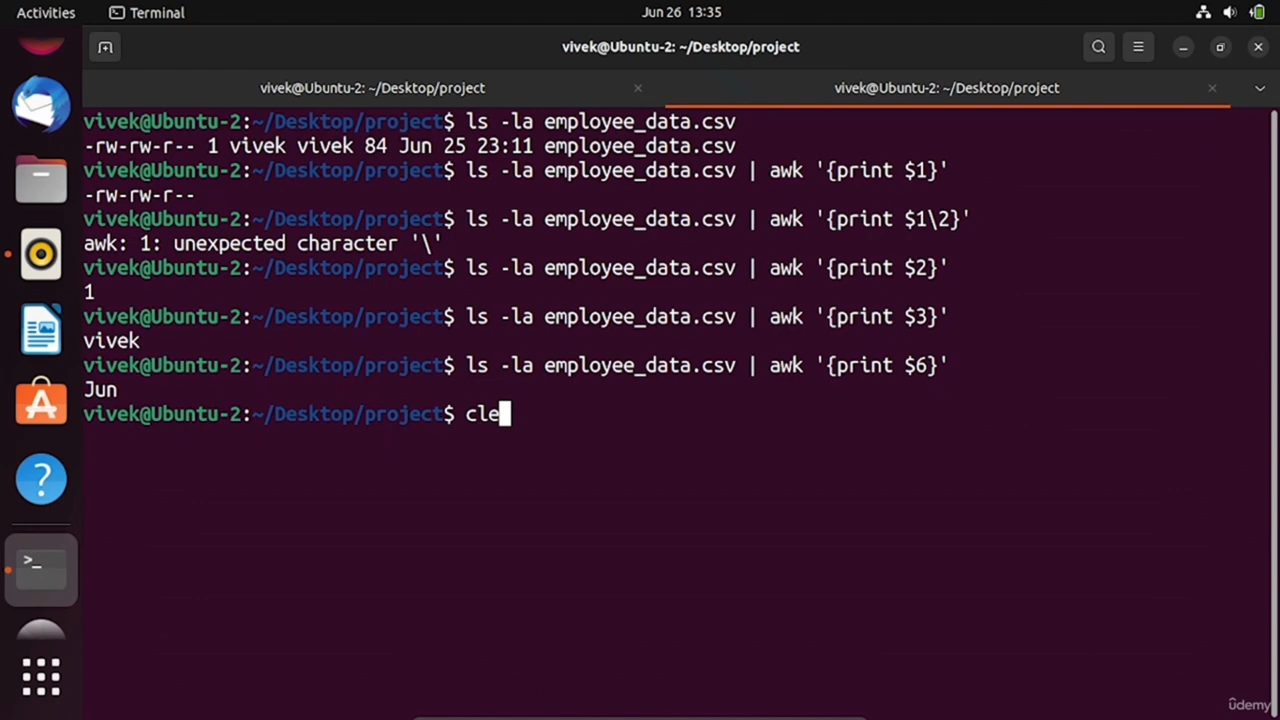 Activities Terminal Jun 26 13:35
vivek@Ubuntu-2: ~/Desktop/project
vivek@Ubuntu-2: ~/Desktop/project vivek@Ubuntu-2: ~/Desktop/project
vivek@Ubuntu-2:~/Desktop/project$ ls -la employee_data.csv
-rw-rw-r-- 1 vivek vivek 84 Jun 25 23:11 employee_data.csv
vivek@Ubuntu-2:~/Desktop/project$ ls -la employee_data.csv | awk '{print $1}'
-rw-rw-r--
vivek@Ubuntu-2:~/Desktop/project$ ls -la employee_data.csv | awk '{print $1\2}'
awk: 1: unexpected character '\'
vivek@Ubuntu-2:~/Desktop/project$ ls -la employee_data.csv | awk '{print $2}'
1
vivek@Ubuntu-2:~/Desktop/project$ ls -la employee_data.csv | awk '{print $3}'
vivek
vivek@Ubuntu-2:~/Desktop/project$ ls -la employee_data.csv | awk '{print $6}'
Jun
vivek@Ubuntu-2:~/Desktop/project$ cle
ûdemy